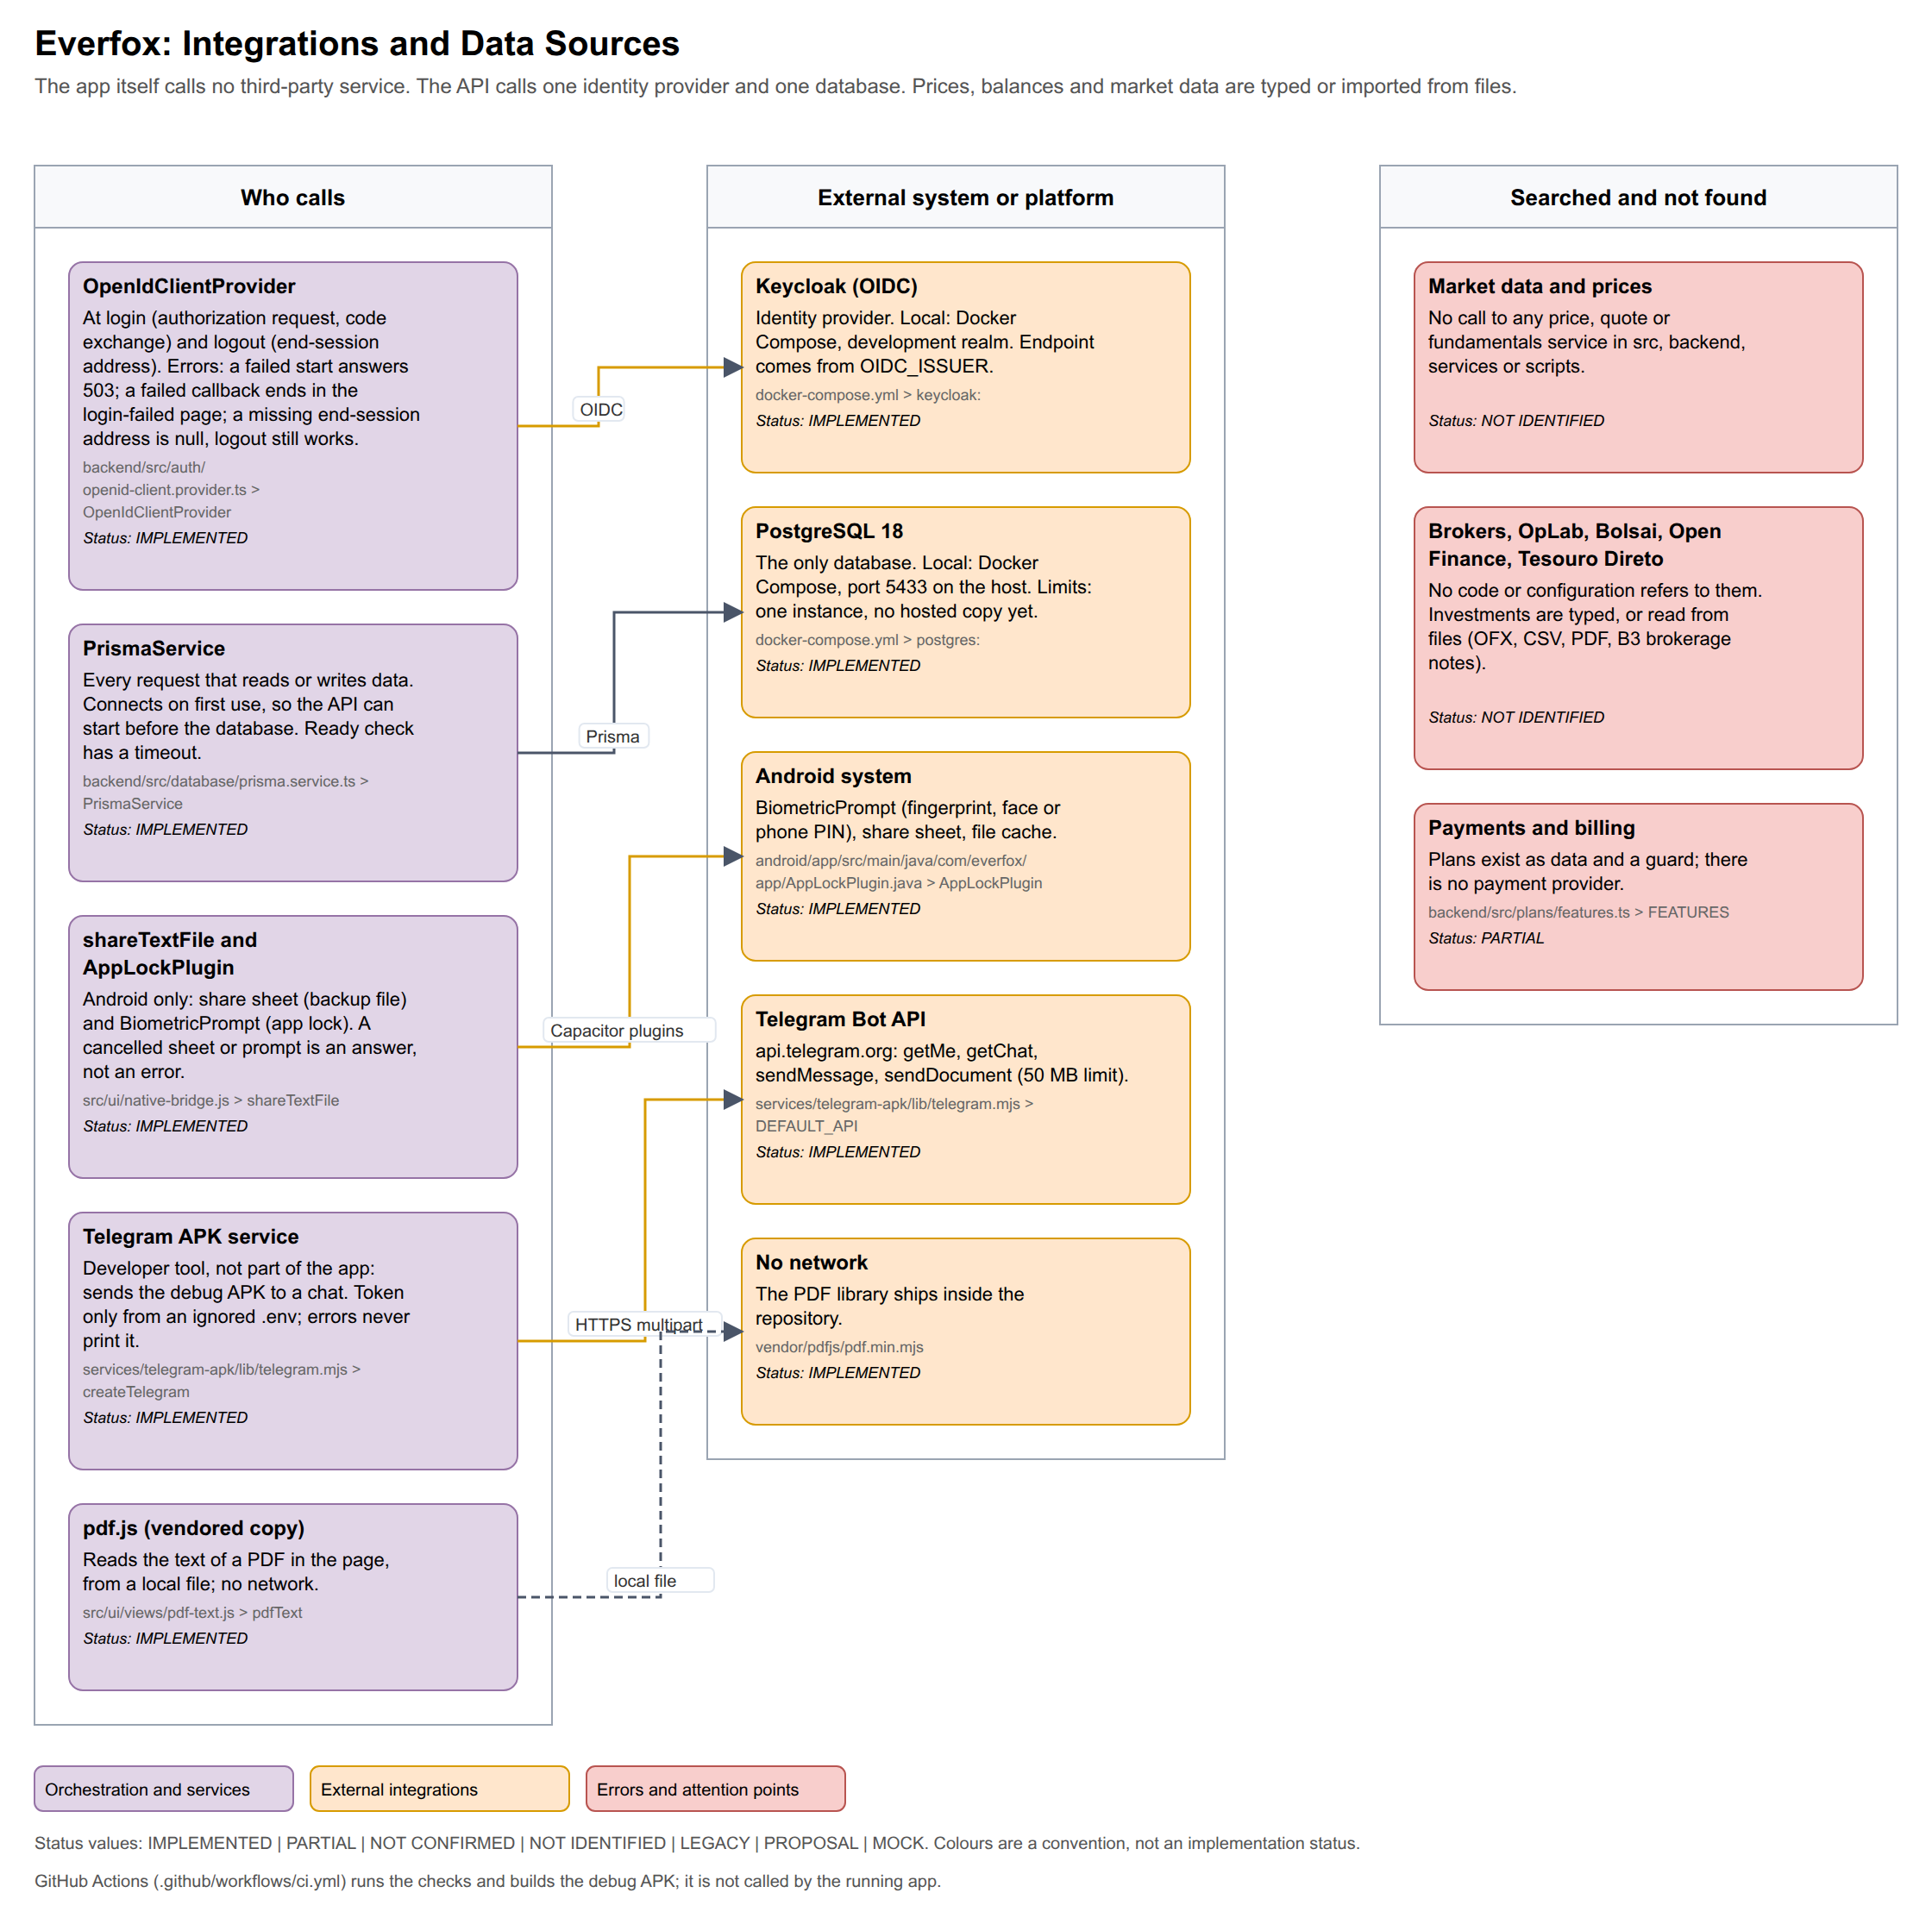 Everfox: Integrations and Data Sources
The app itself calls no third-party service. The API calls one identity provider and one database. Prices, balances and market data are typed or imported from files.
Who calls
OpenIdClientProvider
At login (authorization request, code
exchange) and logout (end-session
address). Errors: a failed start answers
503; a failed callback ends in the
login-failed page; a missing end-session
address is null, logout still works.
backend/src/auth/
openid-client.provider.ts >
OpenIdClientProvider
Status: IMPLEMENTED
PrismaService
Every request that reads or writes data.
Connects on first use, so the API can
start before the database. Ready check
has a timeout.
backend/src/database/prisma.service.ts >
PrismaService
Status: IMPLEMENTED
shareTextFile and
AppLockPlugin
Android only: share sheet (backup file)
and BiometricPrompt (app lock). A
cancelled sheet or prompt is an answer,
not an error.
src/ui/native-bridge.js > shareTextFile
Status: IMPLEMENTED
Telegram APK service
Developer tool, not part of the app:
sends the debug APK to a chat. Token
only from an ignored .env; errors never
print it.
services/telegram-apk/lib/telegram.mjs >
createTelegram
Status: IMPLEMENTED
pdf.js (vendored copy)
Reads the text of a PDF in the page,
from a local file; no network.
src/ui/views/pdf-text.js > pdfText
Status: IMPLEMENTED
OIDC
Prisma
Capacitor plugins
HTTPS multipart
local file
External system or platform
Keycloak (OIDC)
Identity provider. Local: Docker
Compose, development realm. Endpoint
comes from OIDC_ISSUER.
docker-compose.yml > keycloak:
Status: IMPLEMENTED
PostgreSQL 18
The only database. Local: Docker
Compose, port 5433 on the host. Limits:
one instance, no hosted copy yet.
docker-compose.yml > postgres:
Status: IMPLEMENTED
Android system
BiometricPrompt (fingerprint, face or
phone PIN), share sheet, file cache.
android/app/src/main/java/com/everfox/
app/AppLockPlugin.java > AppLockPlugin
Status: IMPLEMENTED
Telegram Bot API
api.telegram.org: getMe, getChat,
sendMessage, sendDocument (50 MB limit).
services/telegram-apk/lib/telegram.mjs >
DEFAULT_API
Status: IMPLEMENTED
No network
The PDF library ships inside the
repository.
vendor/pdfjs/pdf.min.mjs
Status: IMPLEMENTED
Searched and not found
Market data and prices
No call to any price, quote or
fundamentals service in src, backend,
services or scripts.
Status: NOT IDENTIFIED
Brokers, OpLab, Bolsai, Open
Finance, Tesouro Direto
No code or configuration refers to them.
Investments are typed, or read from
files (OFX, CSV, PDF, B3 brokerage
notes).
Status: NOT IDENTIFIED
Payments and billing
Plans exist as data and a guard; there
is no payment provider.
backend/src/plans/features.ts > FEATURES
Status: PARTIAL
Orchestration and services
External integrations
Errors and attention points
Status values: IMPLEMENTED | PARTIAL | NOT CONFIRMED | NOT IDENTIFIED | LEGACY | PROPOSAL | MOCK. Colours are a convention, not an implementation status.
GitHub Actions (.github/workflows/ci.yml) runs the checks and builds the debug APK; it is not called by the running app.